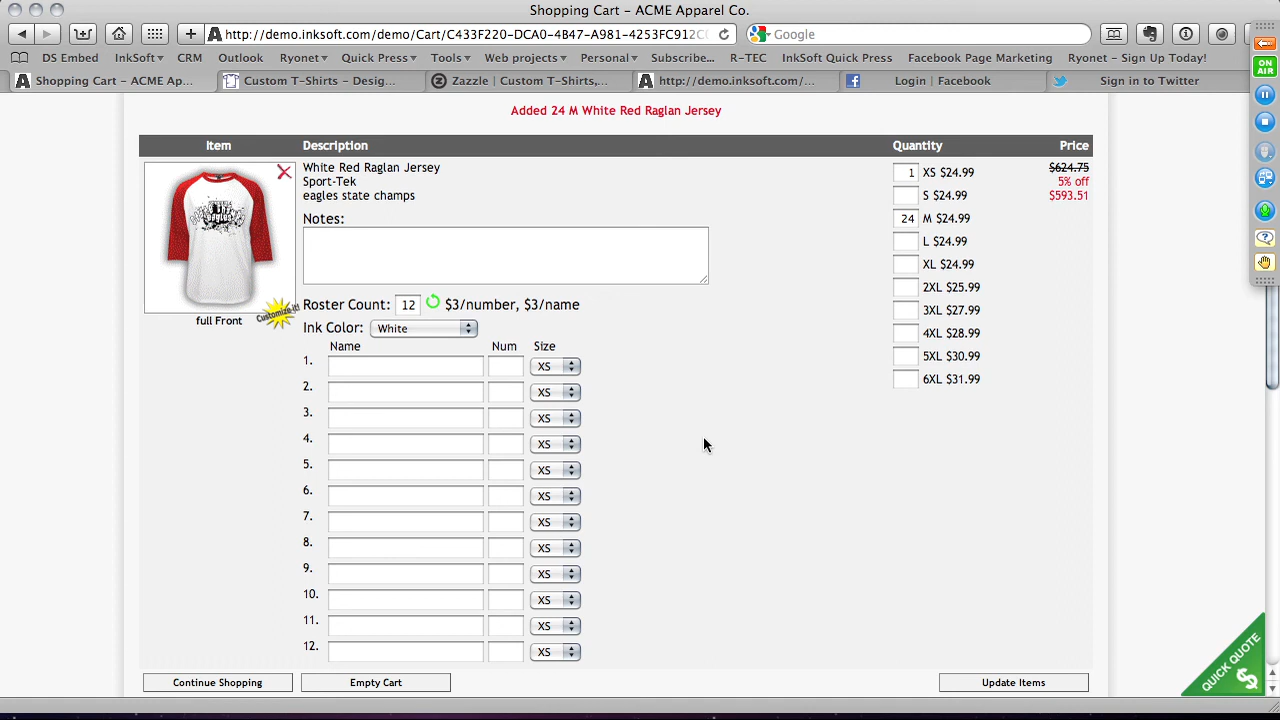 Shopping Cart – ACME Apparel Co.
http://demo.inksoft.com/demo/Cart/C433F220-DCA0-4B47-A981-4253FC912C
Google
DS Embed InkSoft CRM Outlook Ryonet Quick Press Tools Web projec... Personal Subscribe... R-TEC InkSoft Quick Press Facebook Page Marketing Ryonet – Sign Up Today!
Shopping Cart – ACME Ap...
Custom T-Shirts – Desig...
Zazzle | Custom T-Shirts,...
http://demo.inksoft.com/...
Login | Facebook
Sign in to Twitter
ON AIR
Added 24 M White Red Raglan Jersey
Item Description Quantity Price
White Red Raglan Jersey
Sport-Tek
eagles state champs
Notes:
eagles
Customize it!
full Front
1 XS $24.99
S $24.99
24 M $24.99
L $24.99
XL $24.99
2XL $25.99
3XL $27.99
4XL $28.99
5XL $30.99
6XL $31.99
$624.75
5% off
$593.51
Roster Count: 12 $3/number, $3/name
Ink Color: White
Name Num Size
1. XS
2. XS
3. XS
4. XS
5. XS
6. XS
7. XS
8. XS
9. XS
10. XS
11. XS
12. XS
Continue Shopping
Empty Cart
Update Items
QUICK QUOTE
$